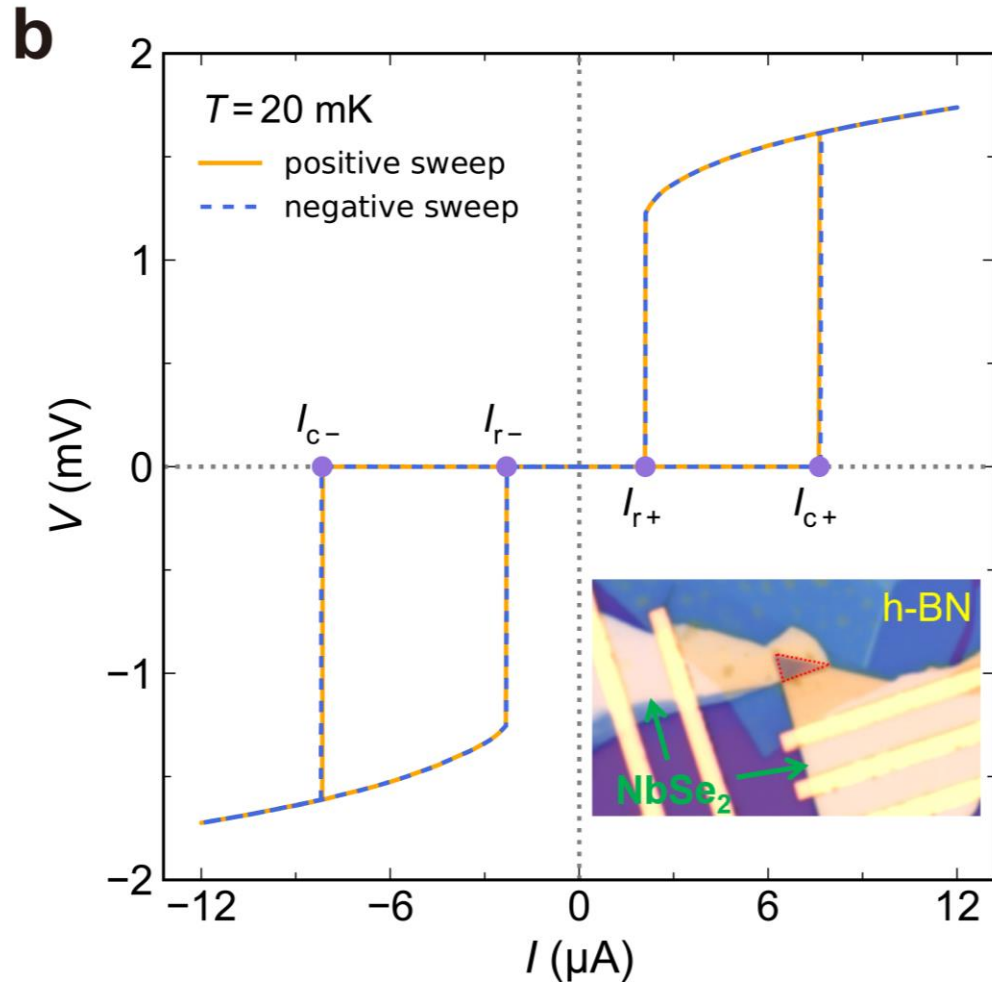 b
2
T = 20 mK
positive sweep
negative sweep
1
V (mV)
I_c−
I_r−
0
I_r+
I_c+
h-BN
−1
NbSe₂
−2
−12
−6
0
6
12
I (μA)